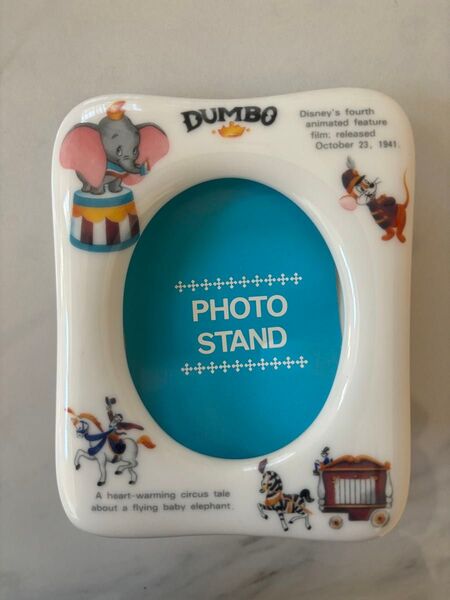 DUMBO
Disney's fourth
animated feature
film; released
October 23, 1941.
PHOTO
STAND
A heart-warming circus tale
about a flying baby elephant.